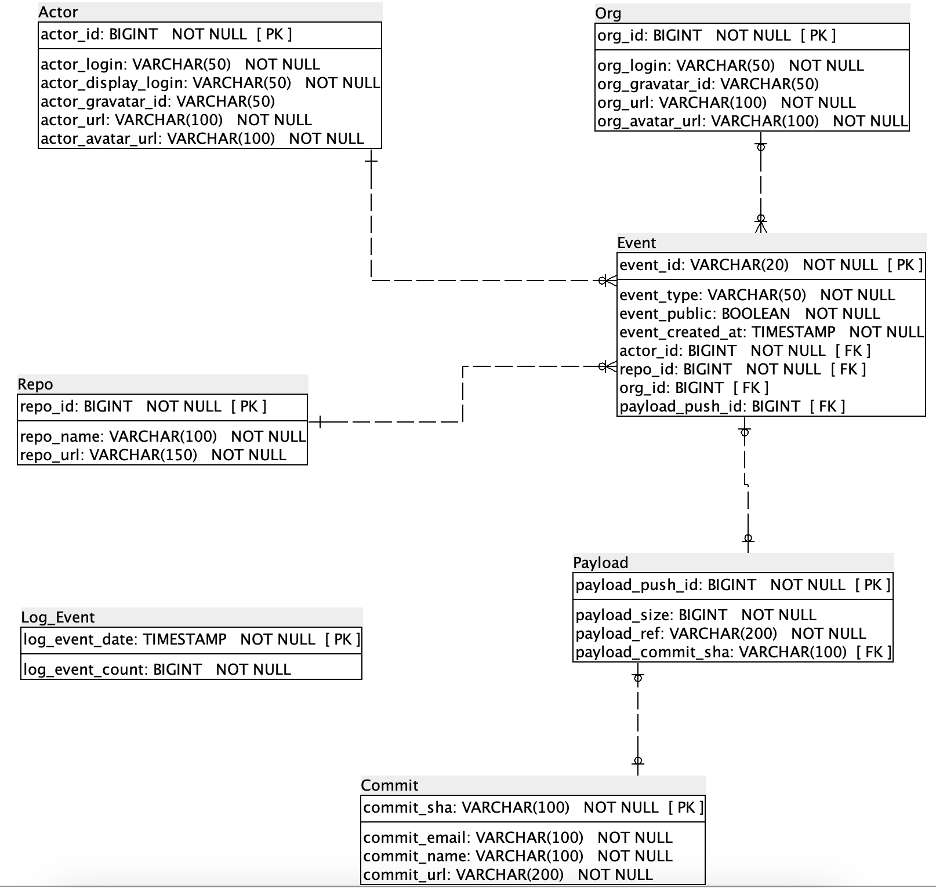 Actor
actor_id: BIGINT NOT NULL [ PK ]
actor_login: VARCHAR(50) NOT NULL
actor_display_login: VARCHAR(50) NOT NULL
actor_gravatar_id: VARCHAR(50)
actor_url: VARCHAR(100) NOT NULL
actor_avatar_url: VARCHAR(100) NOT NULL
Org
org_id: BIGINT NOT NULL [ PK ]
org_login: VARCHAR(50) NOT NULL
org_gravatar_id: VARCHAR(50)
org_url: VARCHAR(100) NOT NULL
org_avatar_url: VARCHAR(100) NOT NULL
Event
event_id: VARCHAR(20) NOT NULL [ PK ]
event_type: VARCHAR(50) NOT NULL
event_public: BOOLEAN NOT NULL
event_created_at: TIMESTAMP NOT NULL
actor_id: BIGINT NOT NULL [ FK ]
repo_id: BIGINT NOT NULL [ FK ]
org_id: BIGINT [ FK ]
payload_push_id: BIGINT [ FK ]
Repo
repo_id: BIGINT NOT NULL [ PK ]
repo_name: VARCHAR(100) NOT NULL
repo_url: VARCHAR(150) NOT NULL
Payload
payload_push_id: BIGINT NOT NULL [ PK ]
payload_size: BIGINT NOT NULL
payload_ref: VARCHAR(200) NOT NULL
payload_commit_sha: VARCHAR(100) [ FK ]
Log_Event
log_event_date: TIMESTAMP NOT NULL [ PK ]
log_event_count: BIGINT NOT NULL
Commit
commit_sha: VARCHAR(100) NOT NULL [ PK ]
commit_email: VARCHAR(100) NOT NULL
commit_name: VARCHAR(100) NOT NULL
commit_url: VARCHAR(200) NOT NULL